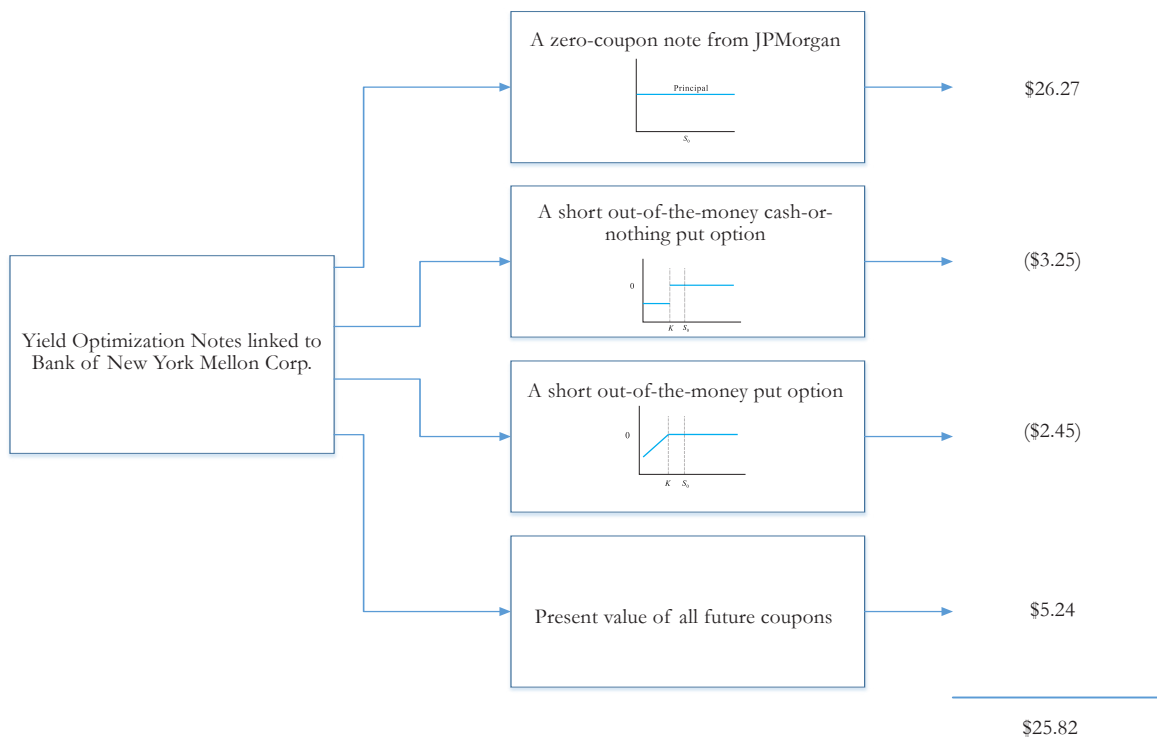 A zero-coupon note from JPMorgan
Principal
S₀
$26.27
A short out-of-the-money cash-or-
nothing put option
0
K
S₀
($3.25)
Yield Optimization Notes linked to
Bank of New York Mellon Corp.
A short out-of-the-money put option
0
K
S₀
($2.45)
Present value of all future coupons
$5.24
$25.82